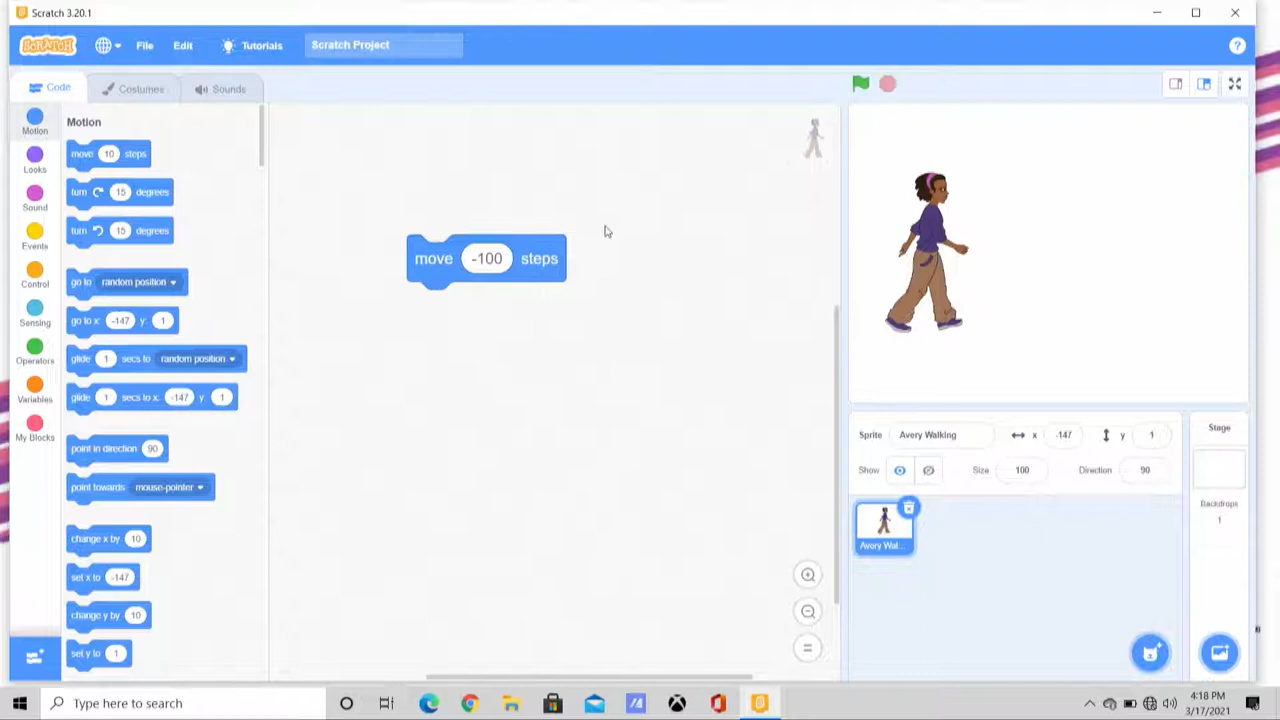 Scratch 3.20.1
SCRATCH
File
Edit
Tutorials
Scratch Project
?
Code
Costumes
Sounds
Motion
Looks
Sound
Events
Control
Sensing
Operators
Variables
My Blocks
Motion
move 10 steps
turn 15 degrees
turn 15 degrees
go to random position
go to x: -147 y: 1
glide 1 secs to random position
glide 1 secs to x: -147 y: 1
point in direction 90
point towards mouse-pointer
change x by 10
set x to -147
change y by 10
set y to 1
move -100 steps
Sprite Avery Walking x -147 y 1
Show Size 100 Direction 90
Avery Wal...
Stage
Backdrops
1
Type here to search
4:18 PM
3/17/2021